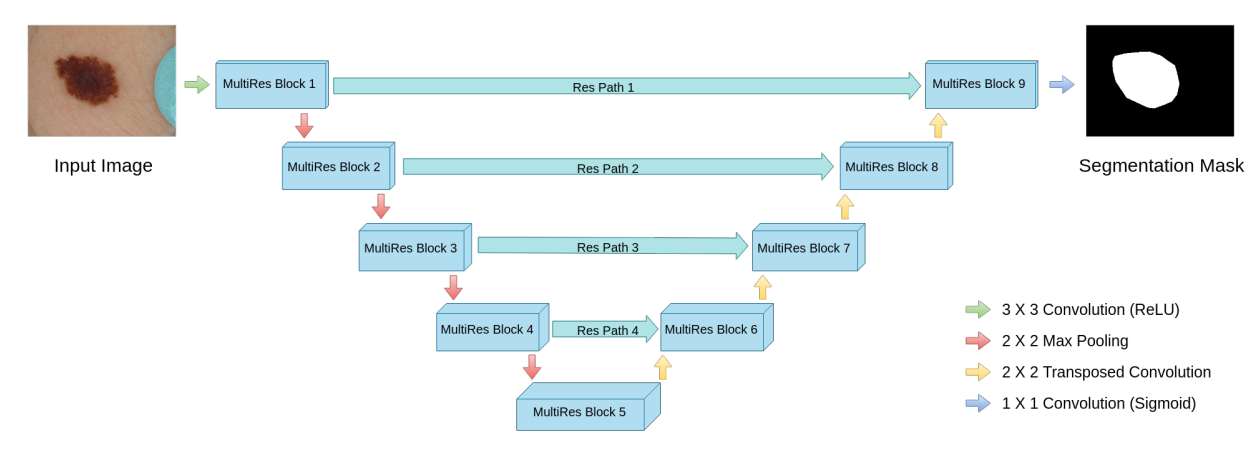 MultiRes Block 1
Res Path 1
MultiRes Block 9
Input Image
Segmentation Mask
MultiRes Block 2
Res Path 2
MultiRes Block 8
MultiRes Block 3
Res Path 3
MultiRes Block 7
MultiRes Block 4
Res Path 4
MultiRes Block 6
MultiRes Block 5
3 X 3 Convolution (ReLU)
2 X 2 Max Pooling
2 X 2 Transposed Convolution
1 X 1 Convolution (Sigmoid)